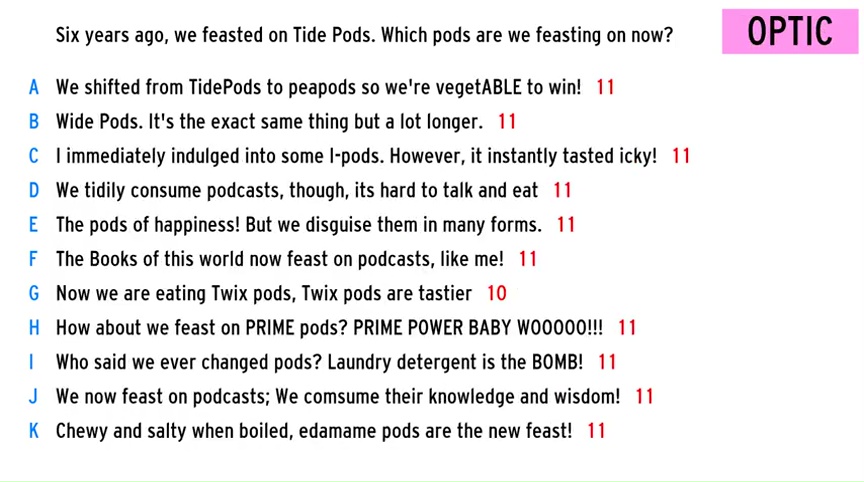 Six years ago, we feasted on Tide Pods. Which pods are we feasting on now?
OPTIC
A We shifted from TidePods to peapods so we're vegetABLE to win! 11
B Wide Pods. It's the exact same thing but a lot longer. 11
C I immediately indulged into some I-pods. However, it instantly tasted icky! 11
D We tidily consume podcasts, though, its hard to talk and eat 11
E The pods of happiness! But we disguise them in many forms. 11
F The Books of this world now feast on podcasts, like me! 11
G Now we are eating Twix pods, Twix pods are tastier 10
H How about we feast on PRIME pods? PRIME POWER BABY WOOOOO!!! 11
I Who said we ever changed pods? Laundry detergent is the BOMB! 11
J We now feast on podcasts; We comsume their knowledge and wisdom! 11
K Chewy and salty when boiled, edamame pods are the new feast! 11